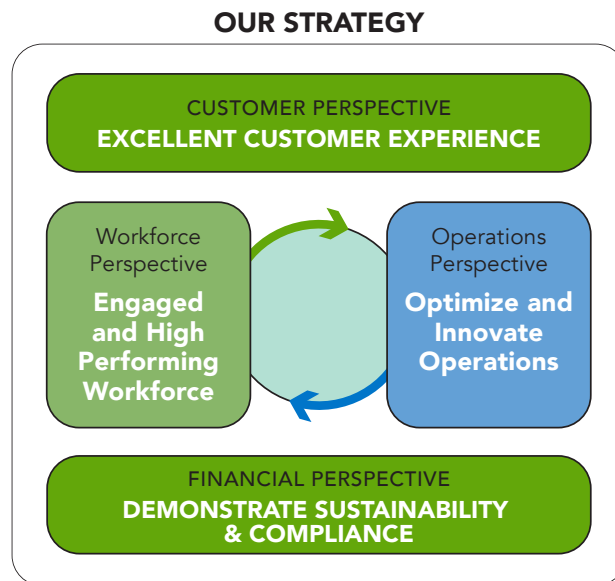 OUR STRATEGY
CUSTOMER PERSPECTIVE
EXCELLENT CUSTOMER EXPERIENCE
Workforce
Perspective
Engaged
and High
Performing
Workforce
Operations
Perspective
Optimize and
Innovate
Operations
FINANCIAL PERSPECTIVE
DEMONSTRATE SUSTAINABILITY
& COMPLIANCE